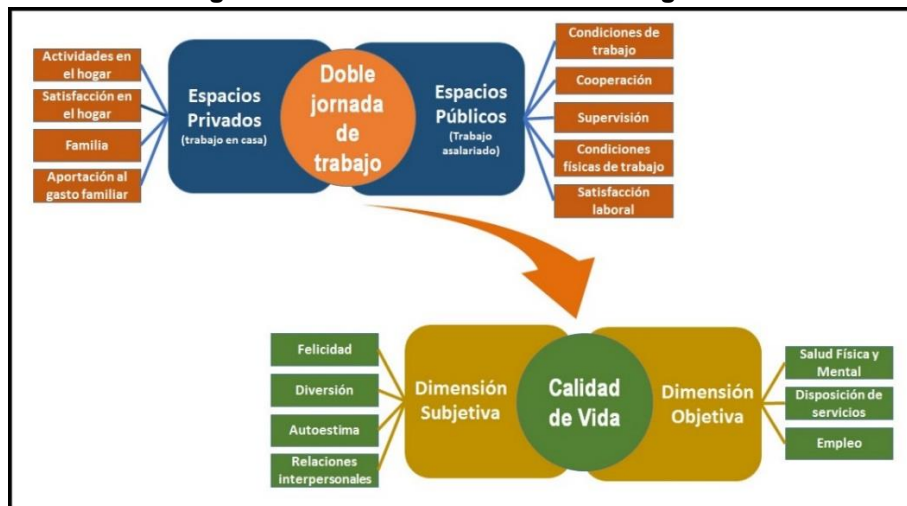 Actividades en
el hogar
Satisfacción en
el hogar
Familia
Aportación al
gasto familiar
Espacios
Privados
(trabajo en casa)
Doble
jornada
de
trabajo
Espacios
Públicos
(Trabajo
asalariado)
Condiciones de
trabajo
Cooperación
Supervisión
Condiciones
físicas de trabajo
Satisfacción
laboral
Felicidad
Diversión
Autoestima
Relaciones
interpersonales
Dimensión
Subjetiva
Calidad
de Vida
Dimensión
Objetiva
Salud Física y
Mental
Disposición de
servicios
Empleo